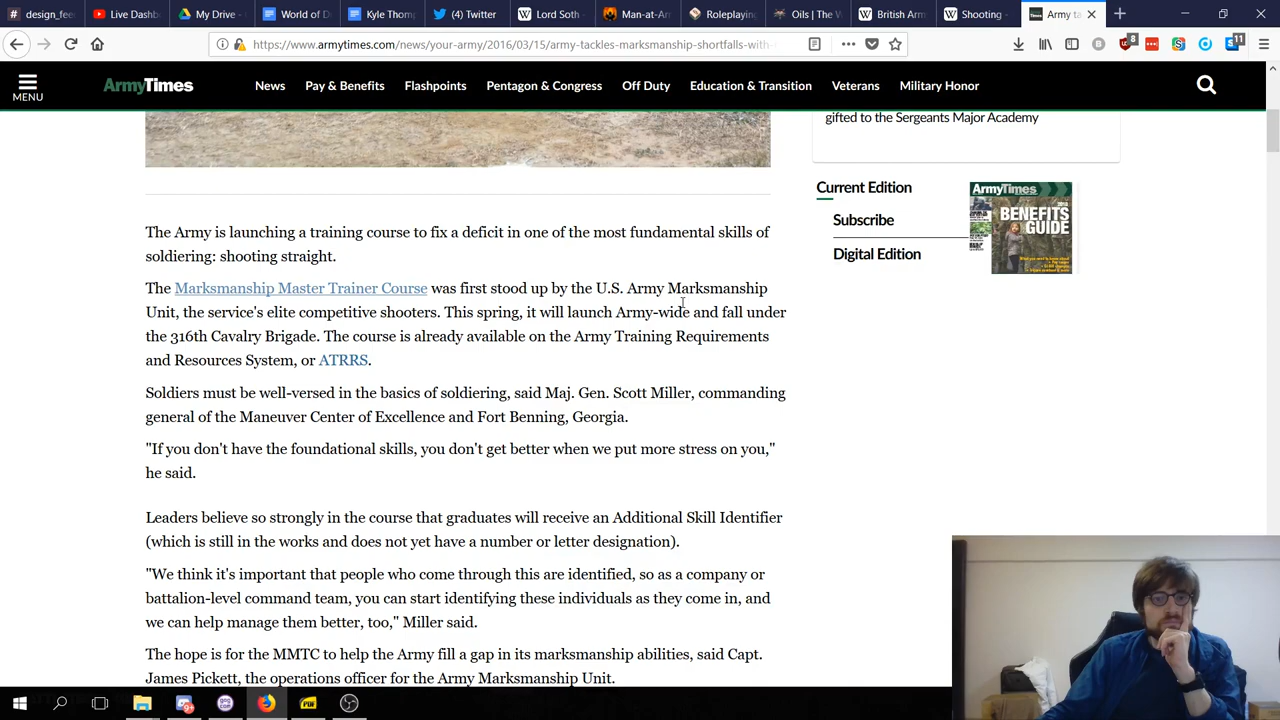 design_fee
Live Dashb
My Drive -
World of D
Kyle Thomp
(4) Twitter
Lord Soth -
Man-at-Arm
Roleplaying
Oils | The W
British Arm
Shooting -
Army ta
8
11
https://www.armytimes.com/news/your-army/2016/03/15/army-tackles-marksmanship-shortfalls-with-
MENU
ArmyTimes
News
Pay & Benefits
Flashpoints
Pentagon & Congress
Off Duty
Education & Transition
Veterans
Military Honor
gifted to the Sergeants Major Academy
Current Edition
Subscribe
Digital Edition
ArmyTimes
BENEFITS
GUIDE
The Army is launching a training course to fix a deficit in one of the most fundamental skills of
soldiering: shooting straight.
The Marksmanship Master Trainer Course was first stood up by the U.S. Army Marksmanship
Unit, the service's elite competitive shooters. This spring, it will launch Army-wide and fall under
the 316th Cavalry Brigade. The course is already available on the Army Training Requirements
and Resources System, or ATRRS.
Soldiers must be well-versed in the basics of soldiering, said Maj. Gen. Scott Miller, commanding
general of the Maneuver Center of Excellence and Fort Benning, Georgia.
"If you don't have the foundational skills, you don't get better when we put more stress on you,"
he said.
Leaders believe so strongly in the course that graduates will receive an Additional Skill Identifier
(which is still in the works and does not yet have a number or letter designation).
"We think it's important that people who come through this are identified, so as a company or
battalion-level command team, you can start identifying these individuals as they come in, and
we can help manage them better, too," Miller said.
The hope is for the MMTC to help the Army fill a gap in its marksmanship abilities, said Capt.
James Pickett, the operations officer for the Army Marksmanship Unit.
PDF